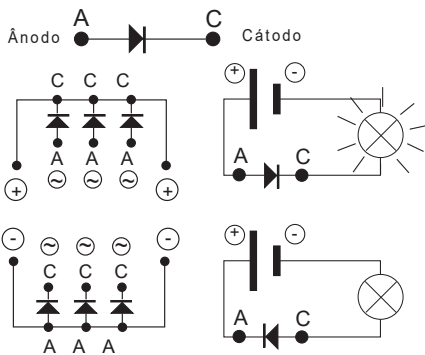 Ânodo A C Cátodo
C C C
A A A
+ ~ ~ ~ +
+ -
A C
- ~ ~ ~ -
C C C
A A A
+ -
A C